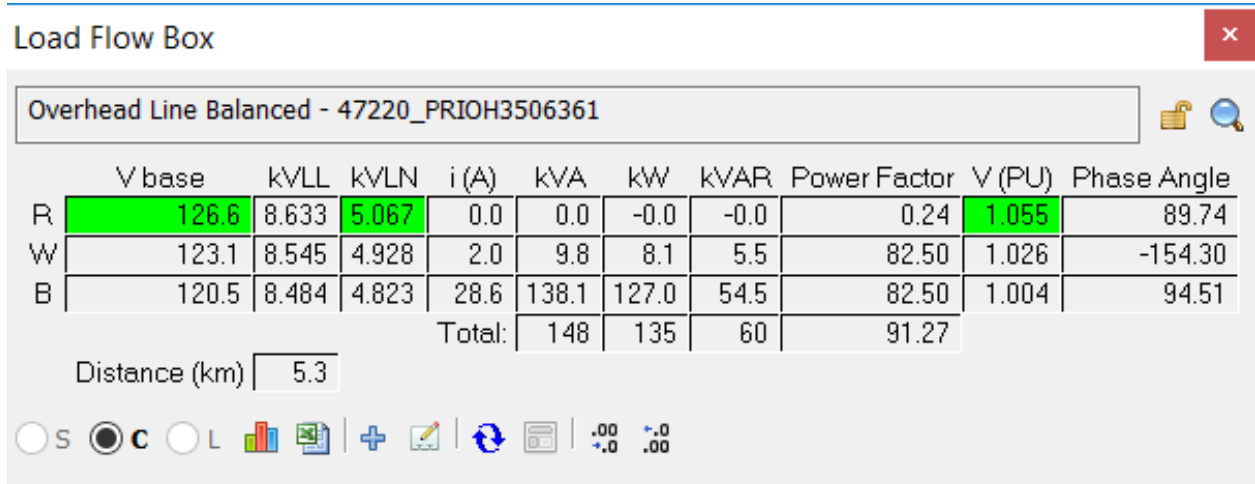 Load Flow Box
Overhead Line Balanced - 47220_PRIOH3506361
V base kVLL kVLN i (A) kVA kW kVAR Power Factor V (PU) Phase Angle
R 126.6 8.633 5.067 0.0 0.0 -0.0 -0.0 0.24 1.055 89.74
W 123.1 8.545 4.928 2.0 9.8 8.1 5.5 82.50 1.026 -154.30
B 120.5 8.484 4.823 28.6 138.1 127.0 54.5 82.50 1.004 94.51
Total: 148 135 60 91.27
Distance (km) 5.3
S C L .00 .0 .0 .00